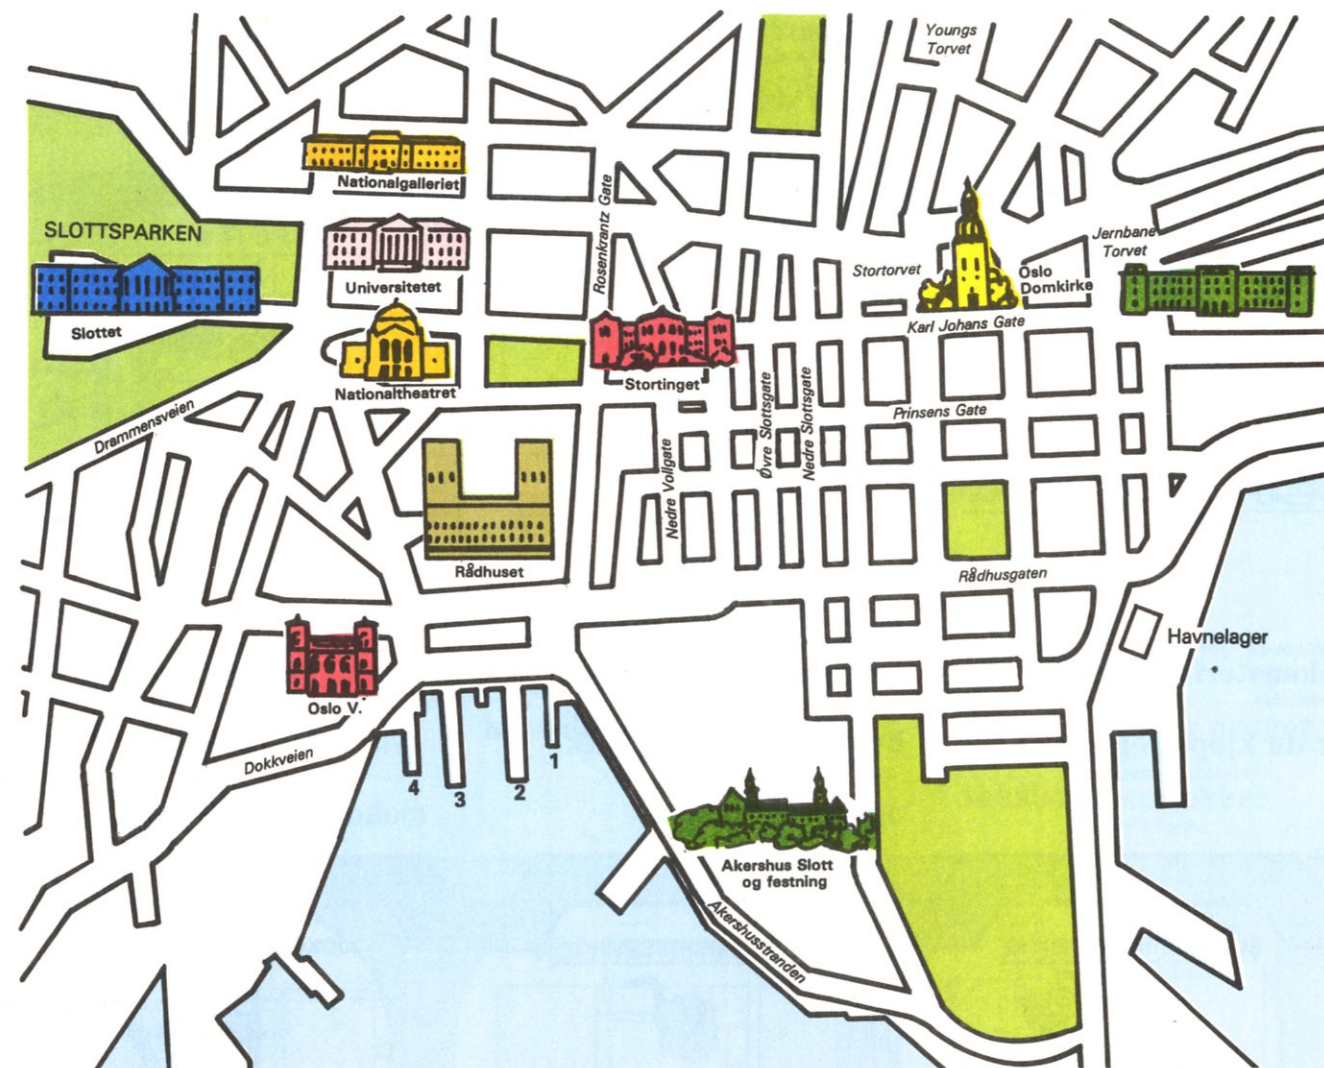 Youngs
Torvet
Nationalgalleriet
Rosenkrantz Gate
SLOTTSPARKEN
Jernbane
Torvet
Universitetet
Stortorvet
Oslo
Domkirke
Slottet
Karl Johans Gate
Stortinget
Nationaltheatret
Drammensveien
Prinsens Gate
Øvre Slottsgate
Nedre Slottsgate
Nedre Vollgate
Rådhuset
Rådhusgaten
Havnelager
Oslo V.
Dokkveien
1
2
3
4
Akershus Slott
og festning
Akershusstranden